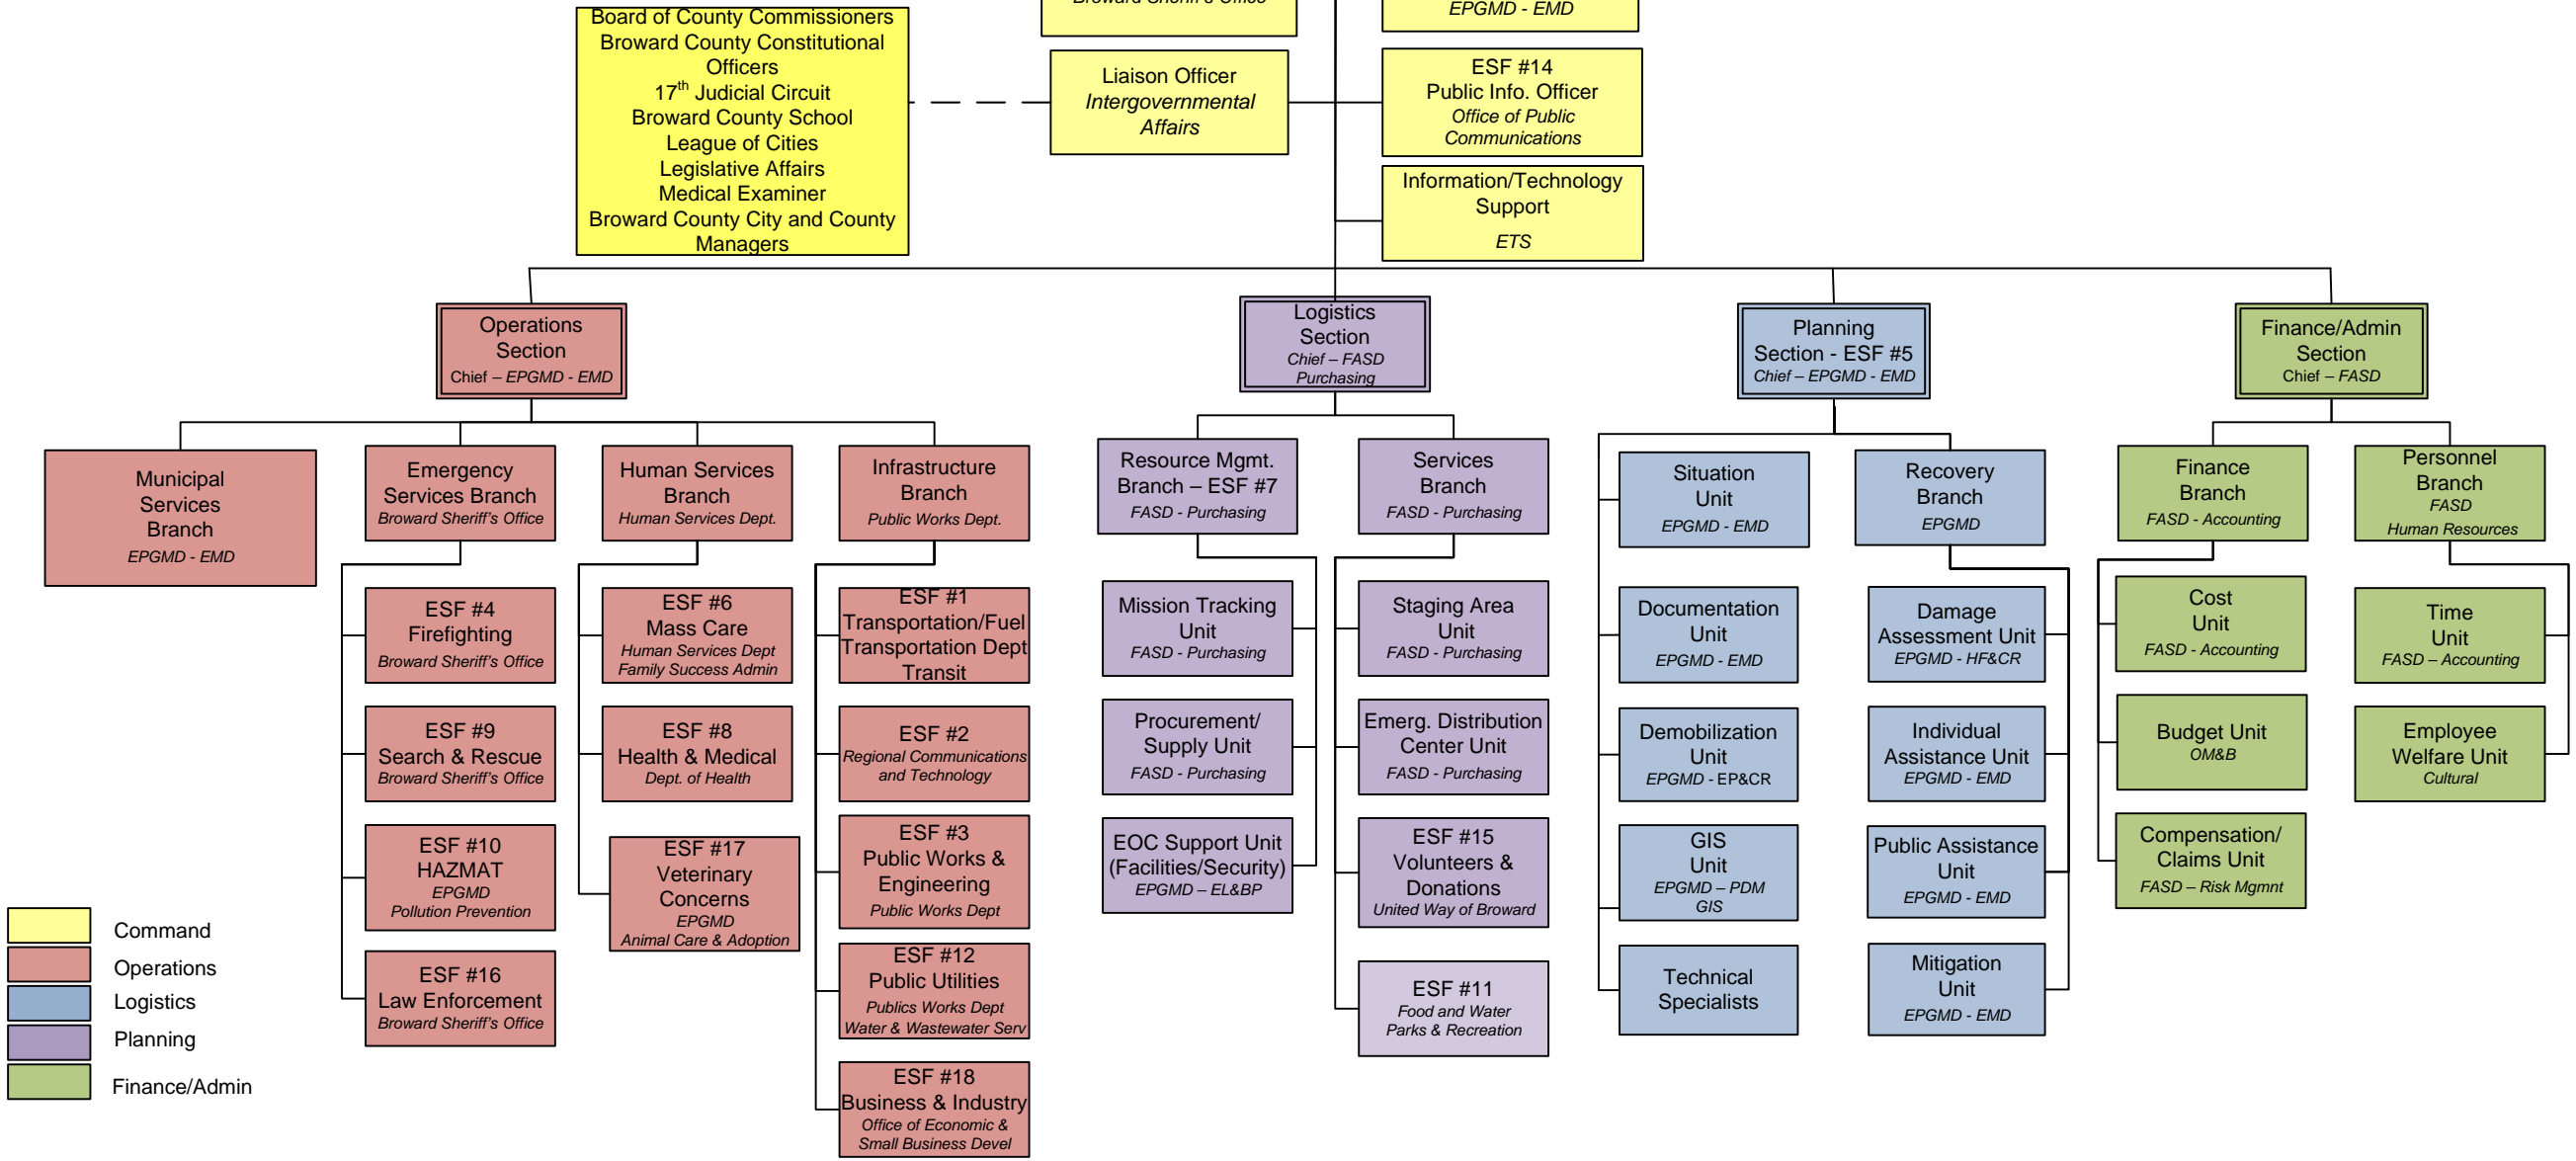 Broward Sheriff's Office
EPGMD - EMD
Board of County Commissioners
Broward County Constitutional
Officers
17th Judicial Circuit
Broward County School
League of Cities
Legislative Affairs
Medical Examiner
Broward County City and County
Managers
Liaison Officer
Intergovernmental
Affairs
ESF #14
Public Info. Officer
Office of Public
Communications
Information/Technology
Support
ETS
Operations
Section
Chief – EPGMD - EMD
Logistics
Section
Chief – FASD
Purchasing
Planning
Section - ESF #5
Chief – EPGMD - EMD
Finance/Admin
Section
Chief – FASD
Municipal
Services
Branch
EPGMD - EMD
Emergency
Services Branch
Broward Sheriff's Office
Human Services
Branch
Human Services Dept.
Infrastructure
Branch
Public Works Dept.
Resource Mgmt.
Branch – ESF #7
FASD - Purchasing
Services
Branch
FASD - Purchasing
Situation
Unit
EPGMD - EMD
Recovery
Branch
EPGMD
Finance
Branch
FASD - Accounting
Personnel
Branch
FASD
Human Resources
ESF #4
Firefighting
Broward Sheriff's Office
ESF #6
Mass Care
Human Services Dept
Family Success Admin
ESF #1
Transportation/Fuel
Transportation Dept
Transit
Mission Tracking
Unit
FASD - Purchasing
Staging Area
Unit
FASD - Purchasing
Documentation
Unit
EPGMD - EMD
Damage
Assessment Unit
EPGMD - HF&CR
Cost
Unit
FASD - Accounting
Time
Unit
FASD – Accounting
ESF #9
Search & Rescue
Broward Sheriff's Office
ESF #8
Health & Medical
Dept. of Health
ESF #2
Regional Communications
and Technology
Procurement/
Supply Unit
FASD - Purchasing
Emerg. Distribution
Center Unit
FASD - Purchasing
Demobilization
Unit
EPGMD - EP&CR
Individual
Assistance Unit
EPGMD - EMD
Budget Unit
OM&B
Employee
Welfare Unit
Cultural
ESF #10
HAZMAT
EPGMD
Pollution Prevention
ESF #17
Veterinary
Concerns
EPGMD
Animal Care & Adoption
ESF #3
Public Works &
Engineering
Public Works Dept
EOC Support Unit
(Facilities/Security)
EPGMD – EL&BP
ESF #15
Volunteers &
Donations
United Way of Broward
GIS
Unit
EPGMD – PDM
GIS
Public Assistance
Unit
EPGMD - EMD
Compensation/
Claims Unit
FASD – Risk Mgmnt
ESF #16
Law Enforcement
Broward Sheriff's Office
ESF #12
Public Utilities
Publics Works Dept
Water & Wastewater Serv
ESF #11
Food and Water
Parks & Recreation
Technical
Specialists
Mitigation
Unit
EPGMD - EMD
ESF #18
Business & Industry
Office of Economic &
Small Business Devel
Command
Operations
Logistics
Planning
Finance/Admin